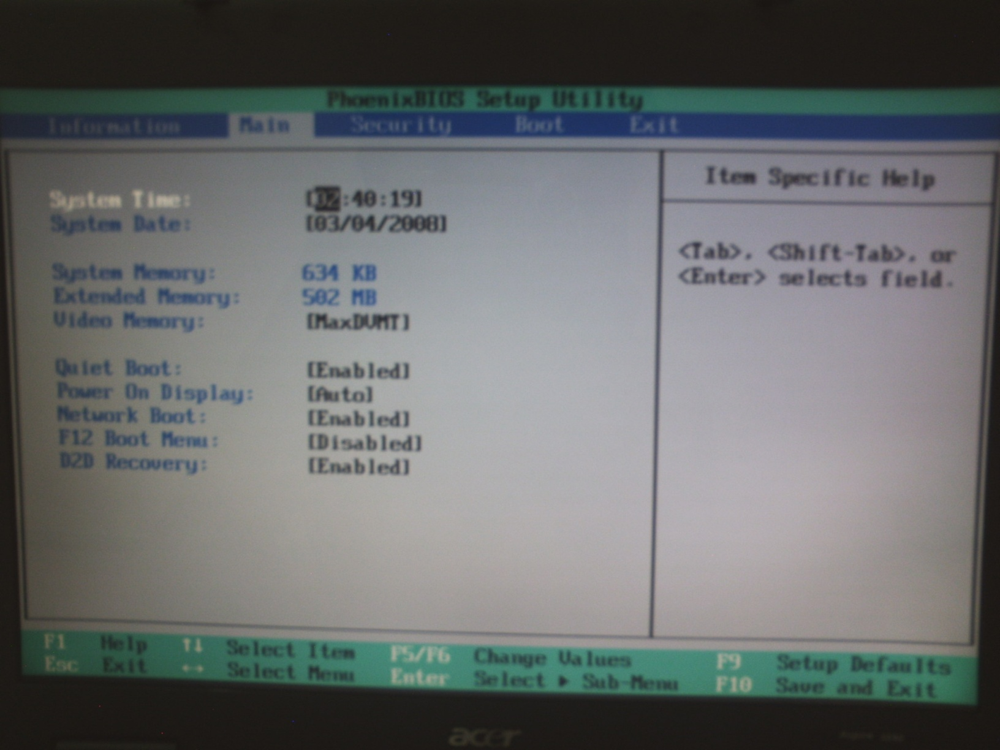 PhoenixBIOS Setup Utility
Information Main Security Boot Exit
Item Specific Help
System Time: [02:40:19]
System Date: [03/04/2008]
<Tab>, <Shift-Tab>, or
<Enter> selects field.
System Memory: 634 KB
Extended Memory: 502 MB
Video Memory: [MaxDVMT]
Quiet Boot: [Enabled]
Power On Display: [Auto]
Network Boot: [Enabled]
F12 Boot Menu: [Disabled]
D2D Recovery: [Enabled]
F1 Help ↑↓ Select Item F5/F6 Change Values F9 Setup Defaults
Esc Exit ←→ Select Menu Enter Select ▶ Sub-Menu F10 Save and Exit
acer